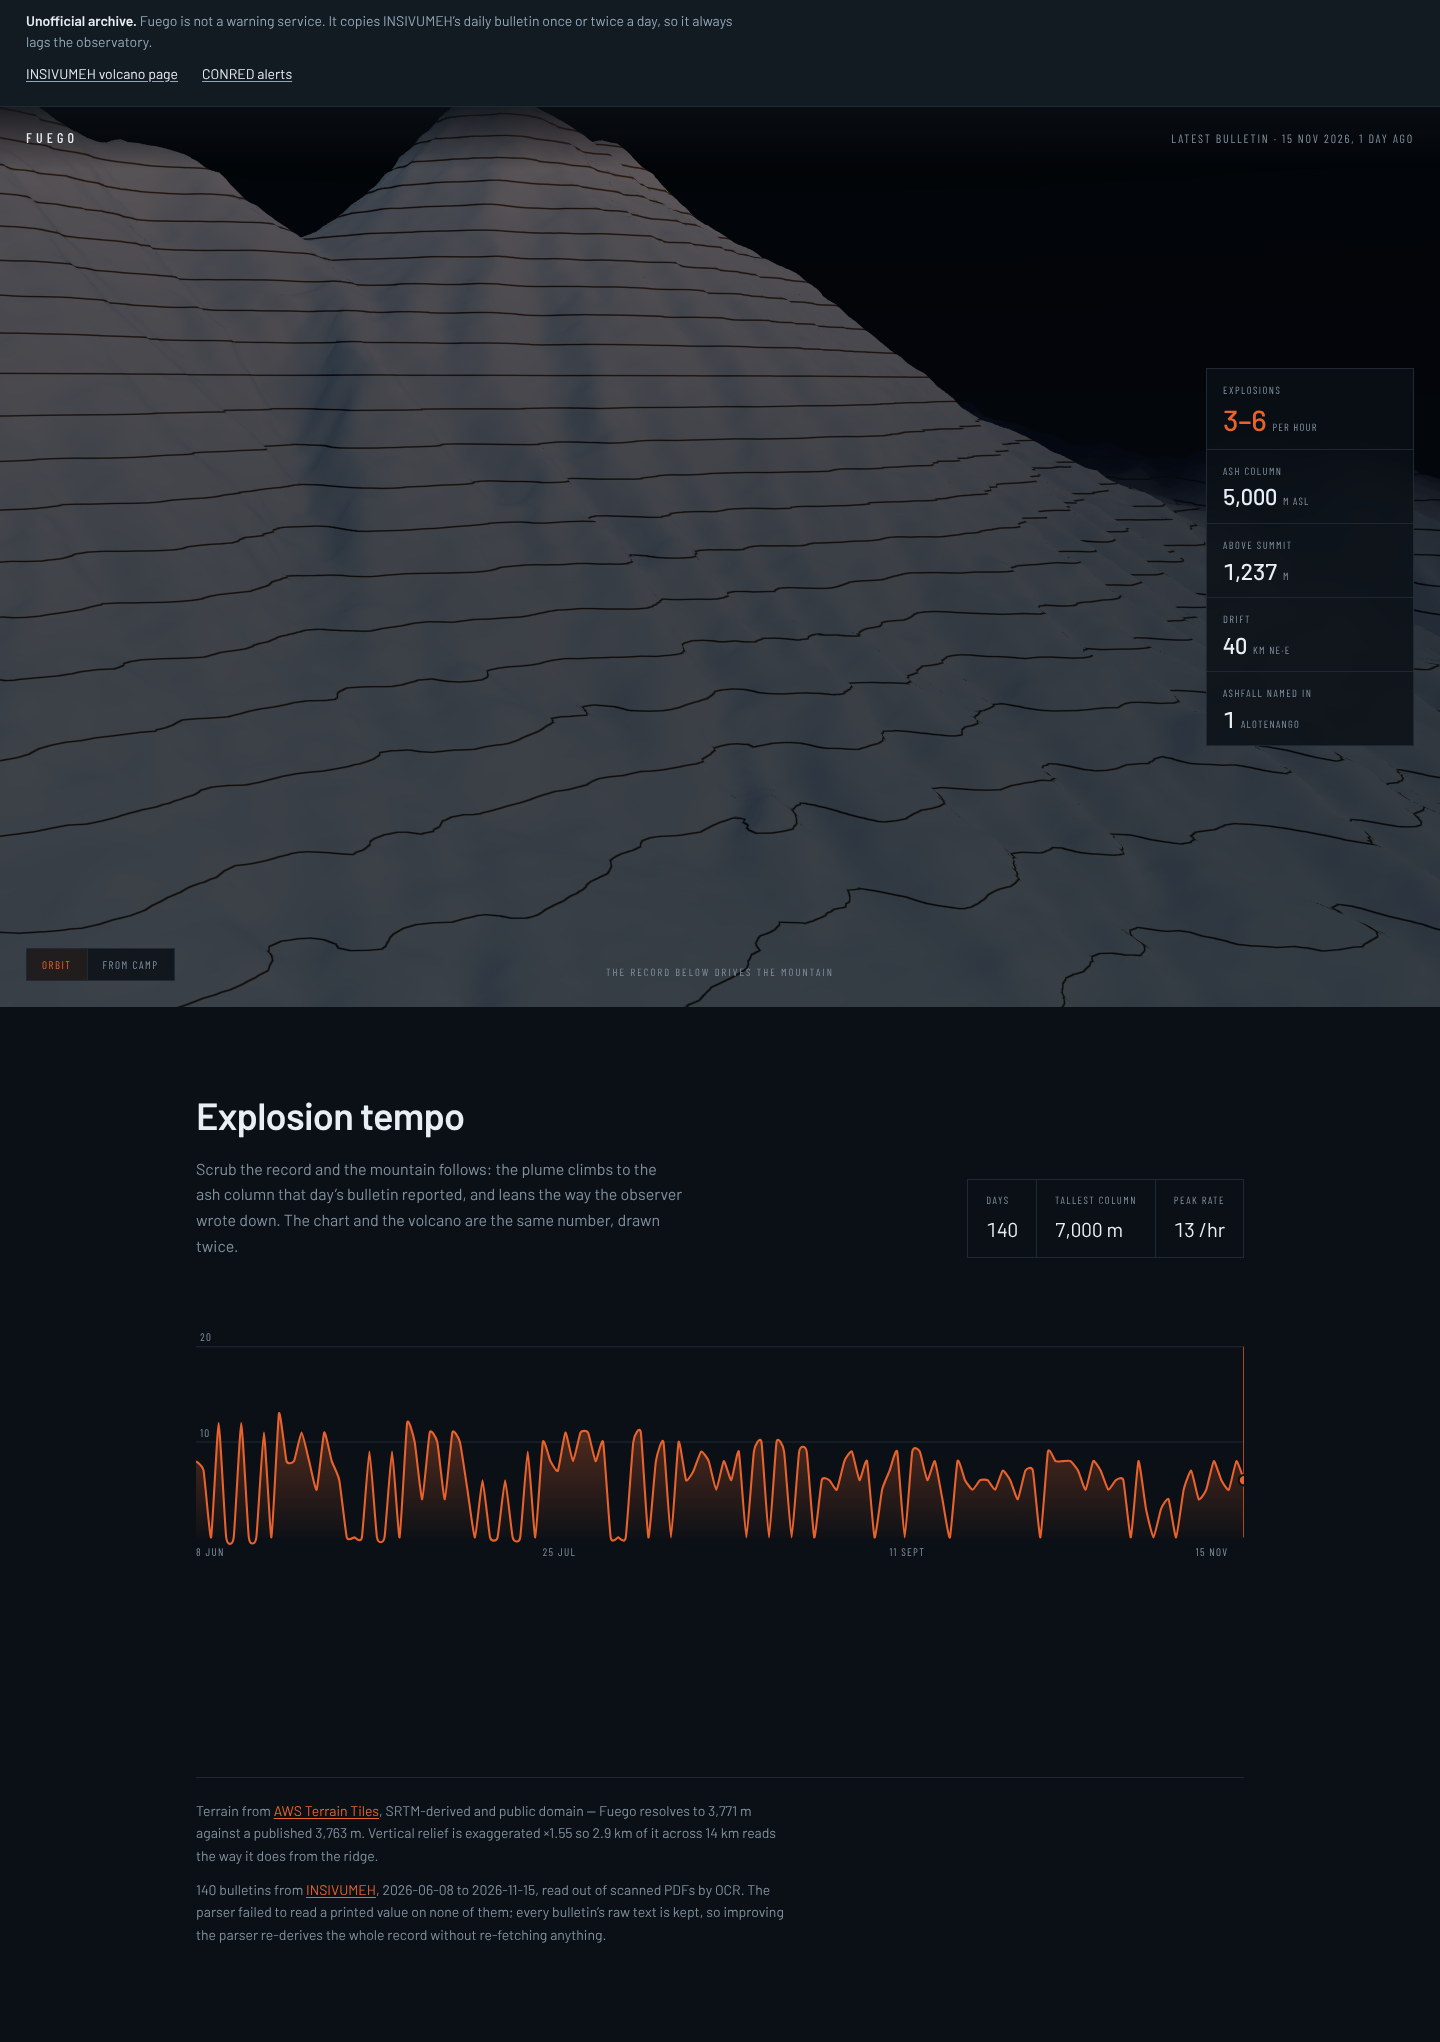 Unofficial archive. Fuego is not a warning service. It copies INSIVUMEH’s daily bulletin once or twice a day, so it always
lags the observatory.
INSIVUMEH volcano page CONRED alerts
FUEGO
LATEST BULLETIN · 15 NOV 2026, 1 DAY AGO
EXPLOSIONS
3–6 PER HOUR
ASH COLUMN
5,000 M ASL
ABOVE SUMMIT
1,237 M
DRIFT
40 KM NE-E
ASHFALL NAMED IN
1 ALOTENANGO
ORBIT FROM CAMP
THE RECORD BELOW DRIVES THE MOUNTAIN
Explosion tempo
Scrub the record and the mountain follows: the plume climbs to the
ash column that day’s bulletin reported, and leans the way the observer
wrote down. The chart and the volcano are the same number, drawn
twice.
DAYS
140
TALLEST COLUMN
7,000 m
PEAK RATE
13 /hr
20
10
8 JUN 25 JUL 11 SEPT 15 NOV
Terrain from AWS Terrain Tiles, SRTM-derived and public domain — Fuego resolves to 3,771 m
against a published 3,763 m. Vertical relief is exaggerated ×1.55 so 2.9 km of it across 14 km reads
the way it does from the ridge.
140 bulletins from INSIVUMEH, 2026-06-08 to 2026-11-15, read out of scanned PDFs by OCR. The
parser failed to read a printed value on none of them; every bulletin’s raw text is kept, so improving
the parser re-derives the whole record without re-fetching anything.